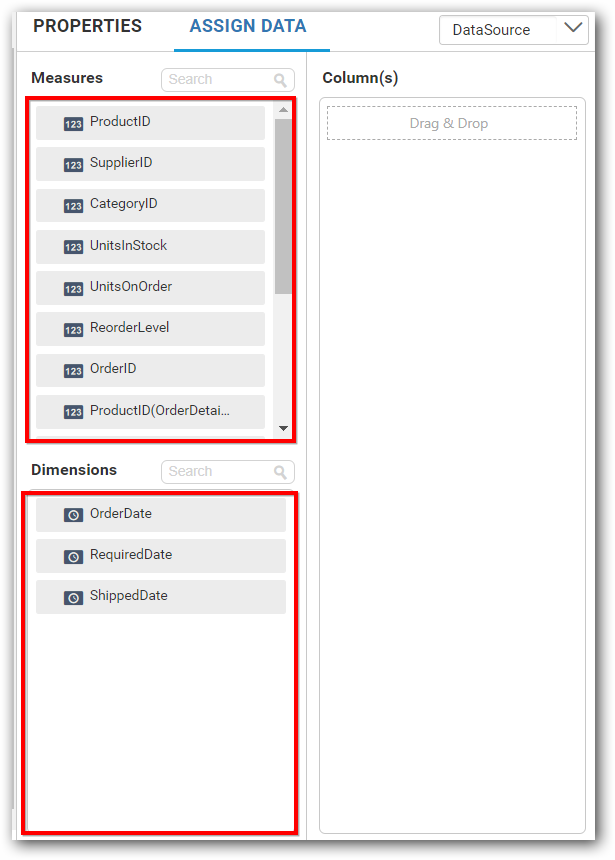 PROPERTIES
ASSIGN DATA
DataSource
Measures
Search
123 ProductID
123 SupplierID
123 CategoryID
123 UnitsInStock
123 UnitsOnOrder
123 ReorderLevel
123 OrderID
123 ProductID(OrderDetai...
Dimensions
Search
OrderDate
RequiredDate
ShippedDate
Column(s)
Drag & Drop